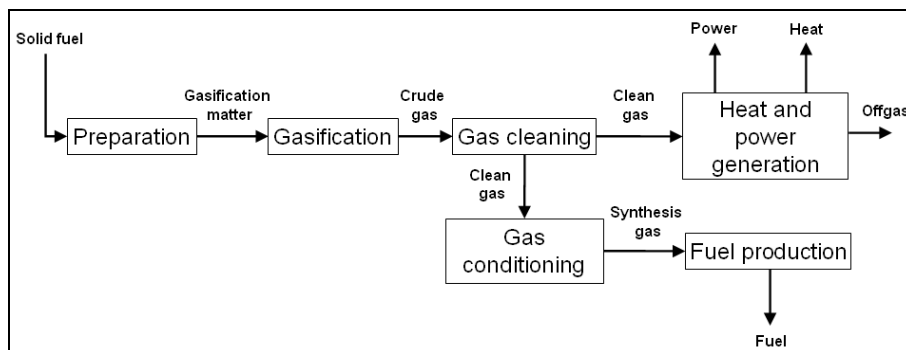 Solid fuel
Power
Heat
Gasification
matter
Crude
gas
Clean
gas
Heat and
power
generation
Offgas
Preparation
Gasification
Gas cleaning
Clean
gas
Synthesis
gas
Gas
conditioning
Fuel production
Fuel